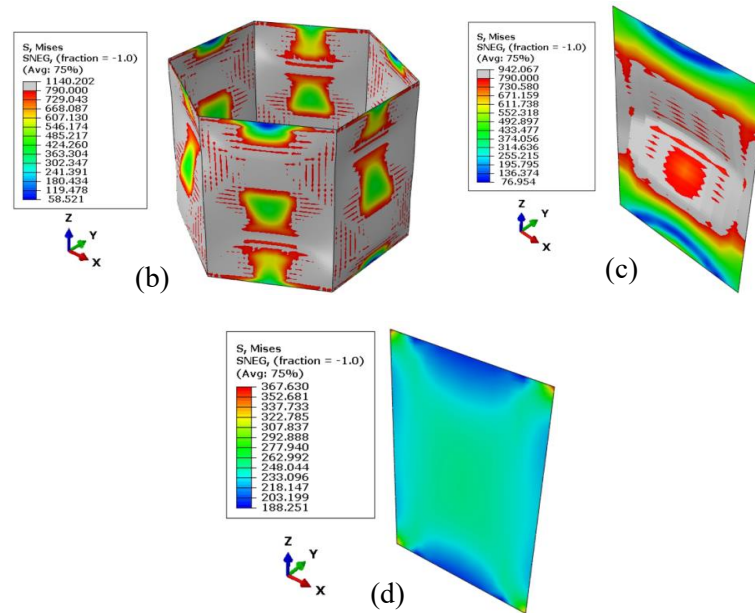 S, Mises
SNEG, (fraction = -1.0)
(Avg: 75%)
1140.202
790.000
729.043
668.087
607.130
546.174
485.217
424.260
363.304
302.347
241.391
180.434
119.478
58.521
Z
Y
X
(b)
S, Mises
SNEG, (fraction = -1.0)
(Avg: 75%)
942.067
790.000
730.580
671.159
611.738
552.318
492.897
433.477
374.056
314.636
255.215
195.795
136.374
76.954
Z
Y
X
(c)
S, Mises
SNEG, (fraction = -1.0)
(Avg: 75%)
367.630
352.681
337.733
322.785
307.837
292.888
277.940
262.992
248.044
233.096
218.147
203.199
188.251
Z
Y
X
(d)